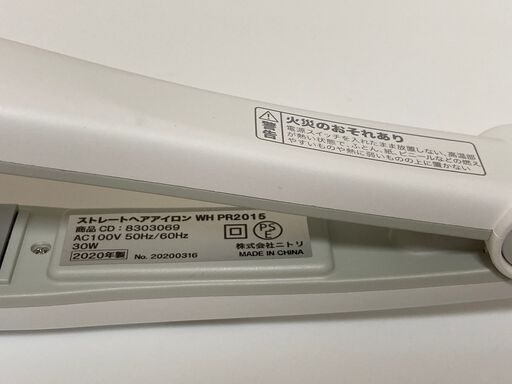 警告
火災のおそれあり
電源スイッチを入れたまま放置しない、高温部
が熱い状態で、ふとん、紙、ビニールなどの燃え
やすいものや熱に弱いものの上に置かない
ストレートヘアアイロン WH PR2015
商品 CD : 8303069
AC100V 50Hz/60Hz
30W
2020年製 No. 20200316
PS
E
株式会社ニトリ
MADE IN CHINA